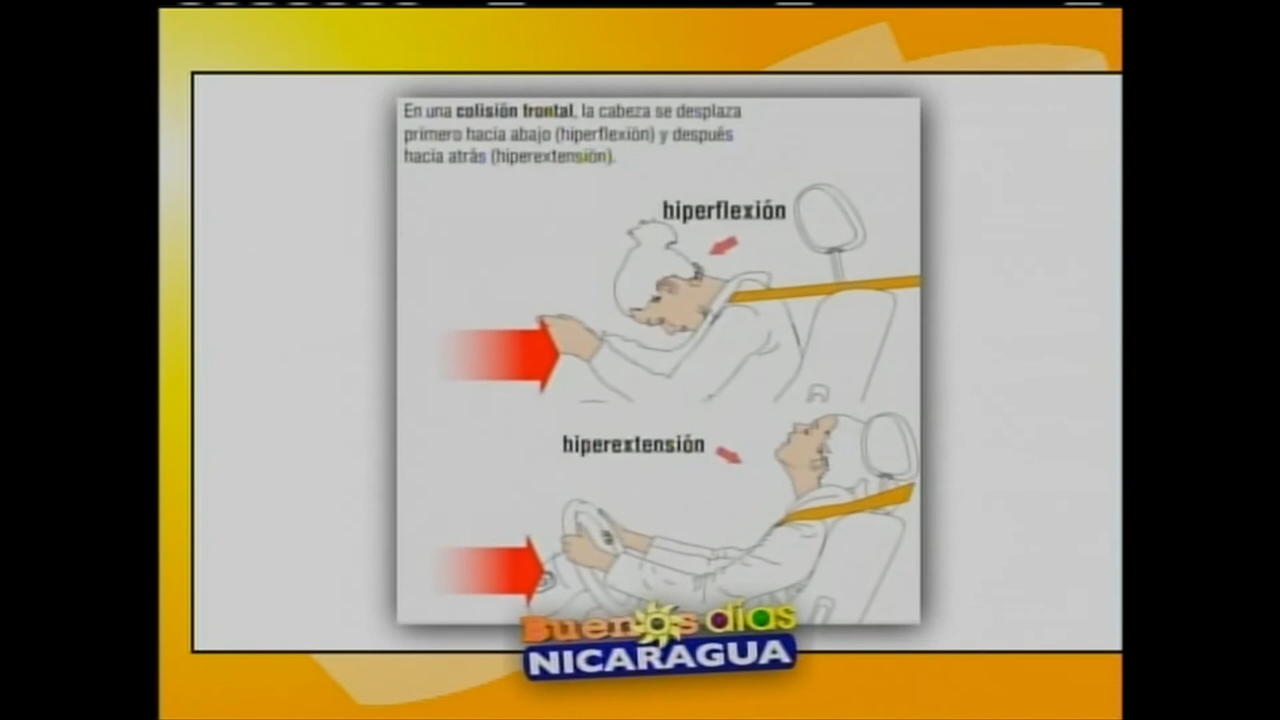 En una colisión frontal, la cabeza se desplaza
primero hacia abajo (hiperflexión) y después
hacia atrás (hiperextensión).
hiperflexión
hiperextensión
Buenos días
NICARAGUA